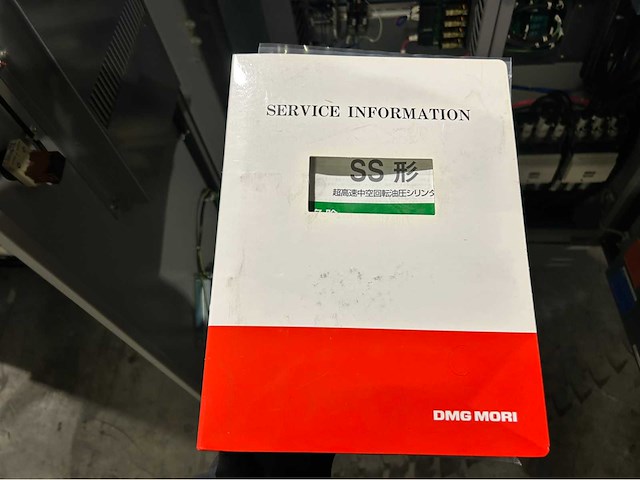 SERVICE INFORMATION
SS 形
超高速中空回転油圧シリンダ
DMG MORI